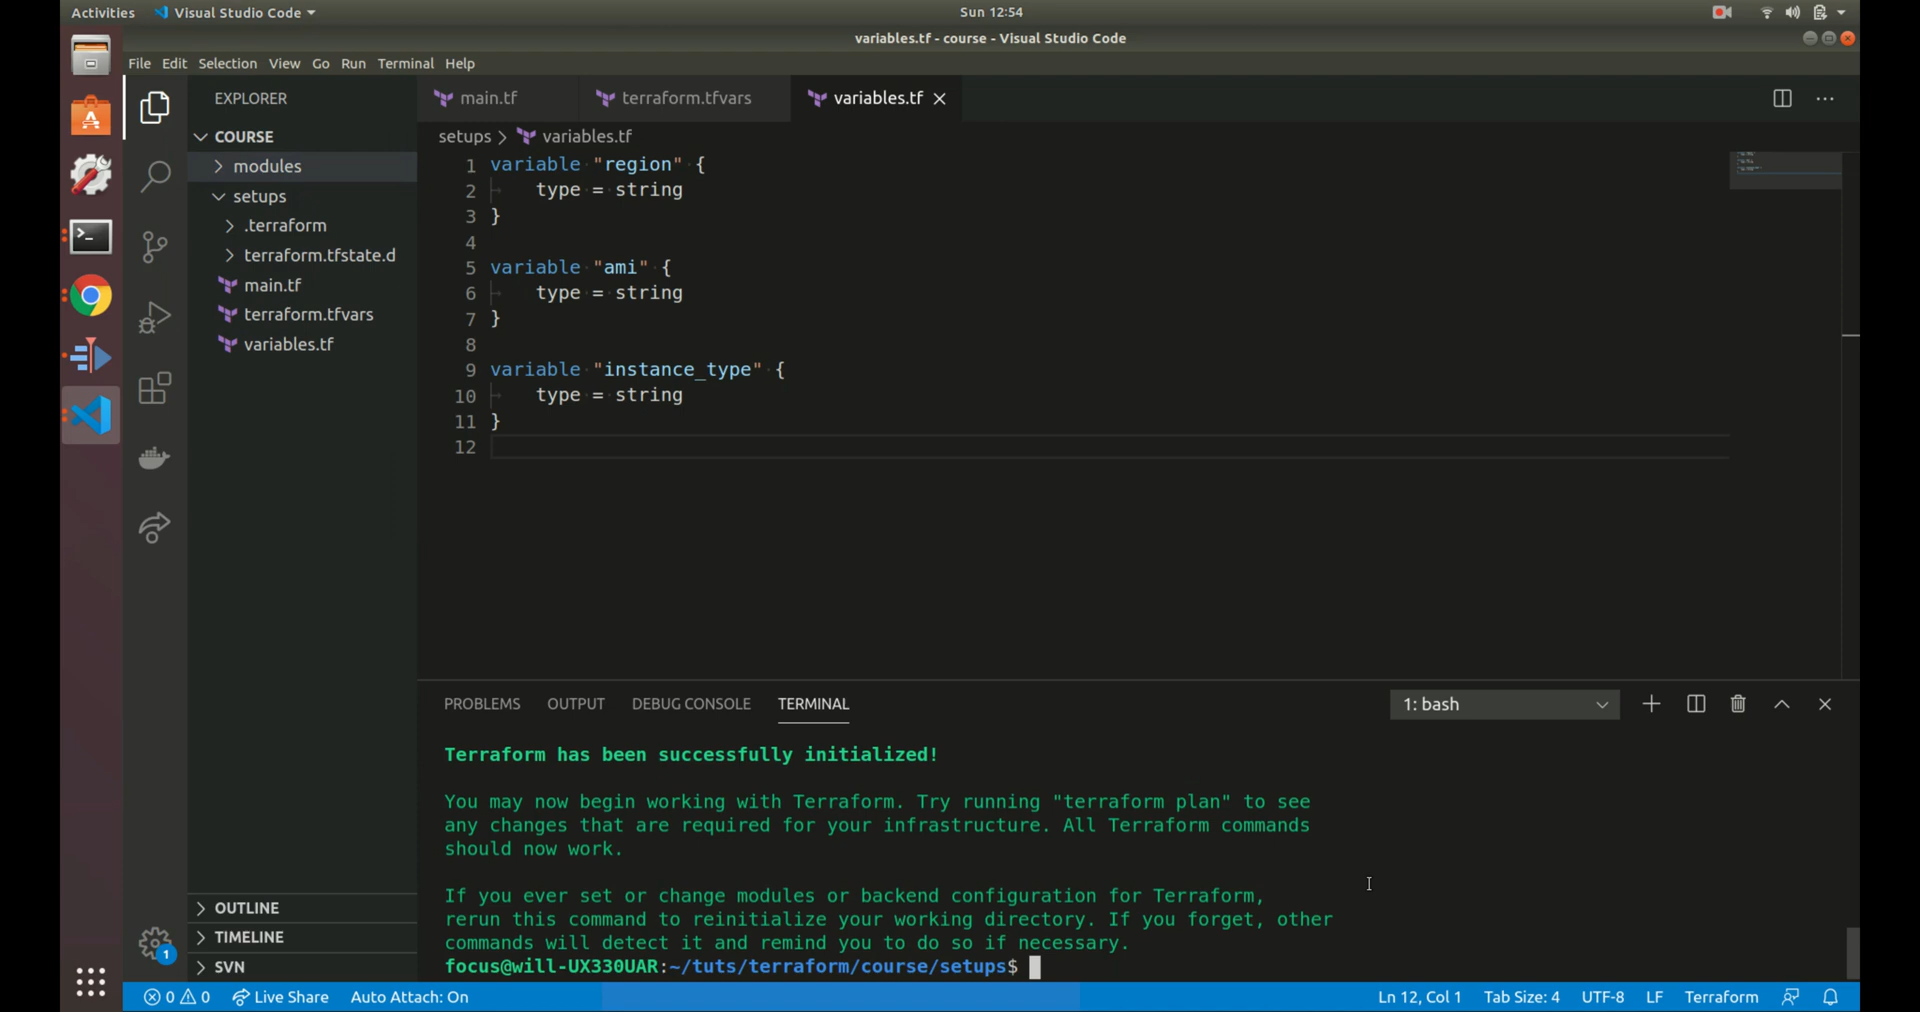 Activities
Visual Studio Code
Sun 12:54
variables.tf - course - Visual Studio Code
File Edit Selection View Go Run Terminal Help
EXPLORER
COURSE
modules
setups
.terraform
terraform.tfstate.d
main.tf
terraform.tfvars
variables.tf
OUTLINE
TIMELINE
SVN
1
main.tf
terraform.tfvars
variables.tf
setups > variables.tf
1 variable "region" {
2 type = string
3 }
4
5 variable "ami" {
6 type = string
7 }
8
9 variable "instance_type" {
10 type = string
11 }
12
PROBLEMS OUTPUT DEBUG CONSOLE TERMINAL
1: bash
Terraform has been successfully initialized!
You may now begin working with Terraform. Try running "terraform plan" to see
any changes that are required for your infrastructure. All Terraform commands
should now work.
If you ever set or change modules or backend configuration for Terraform,
rerun this command to reinitialize your working directory. If you forget, other
commands will detect it and remind you to do so if necessary.
focus@will-UX330UAR:~/tuts/terraform/course/setups$
0 0 Live Share Auto Attach: On
Ln 12, Col 1 Tab Size: 4 UTF-8 LF Terraform